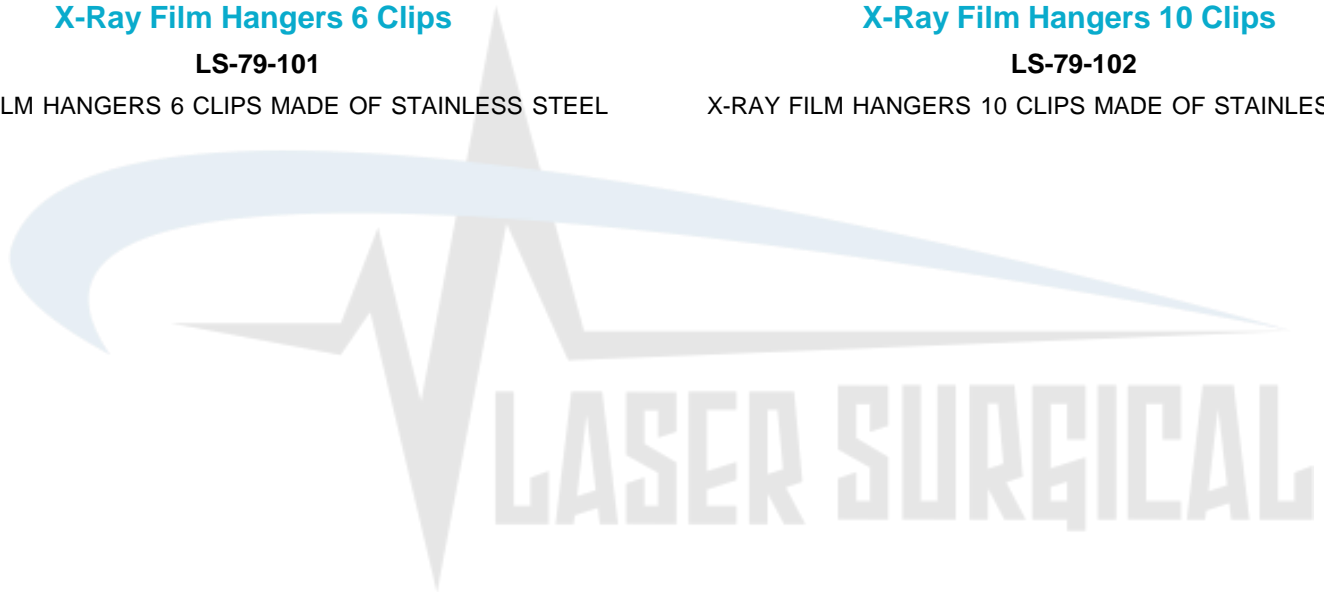 X-Ray Film Hangers 6 Clips
LS-79-101
LM HANGERS 6 CLIPS MADE OF STAINLESS STEEL
X-Ray Film Hangers 10 Clips
LS-79-102
X-RAY FILM HANGERS 10 CLIPS MADE OF STAINLES
LASER SURGICAL